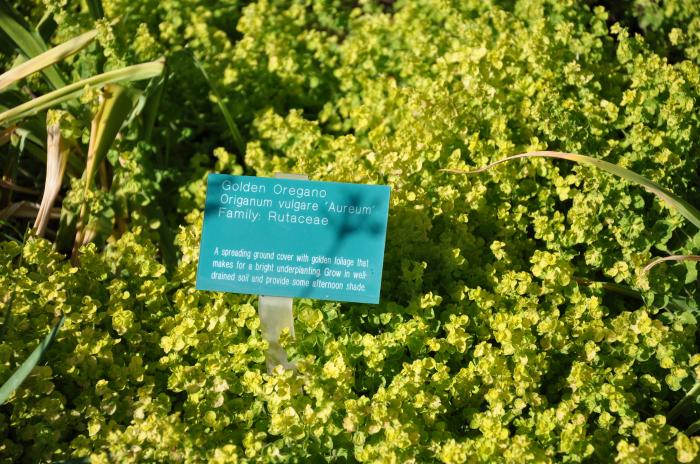 Golden Oregano
Origanum vulgare 'Aureum'
Family: Rutaceae
A spreading ground cover with golden foliage that
makes for a bright underplanting. Grow in well-
drained soil and provide some afternoon shade.